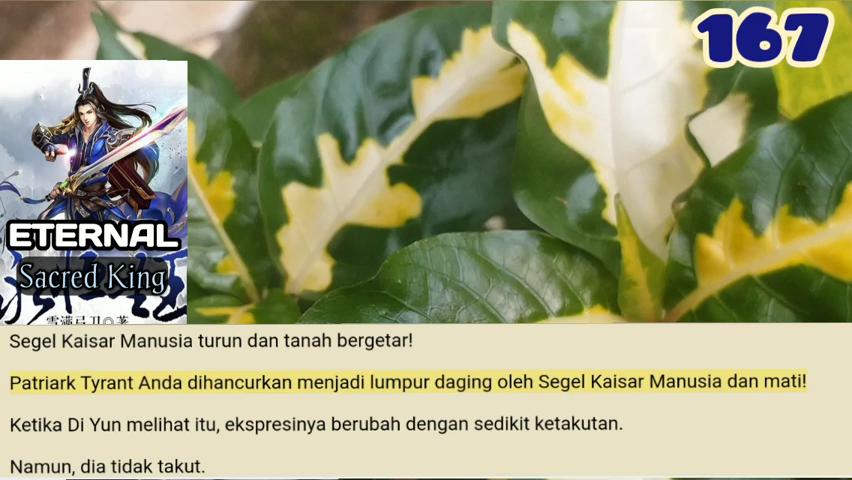 167
ETERNAL
Sacred King
Segel Kaisar Manusia turun dan tanah bergetar!
Patriark Tyrant Anda dihancurkan menjadi lumpur daging oleh Segel Kaisar Manusia dan mati!
Ketika Di Yun melihat itu, ekspresinya berubah dengan sedikit ketakutan.
Namun, dia tidak takut.